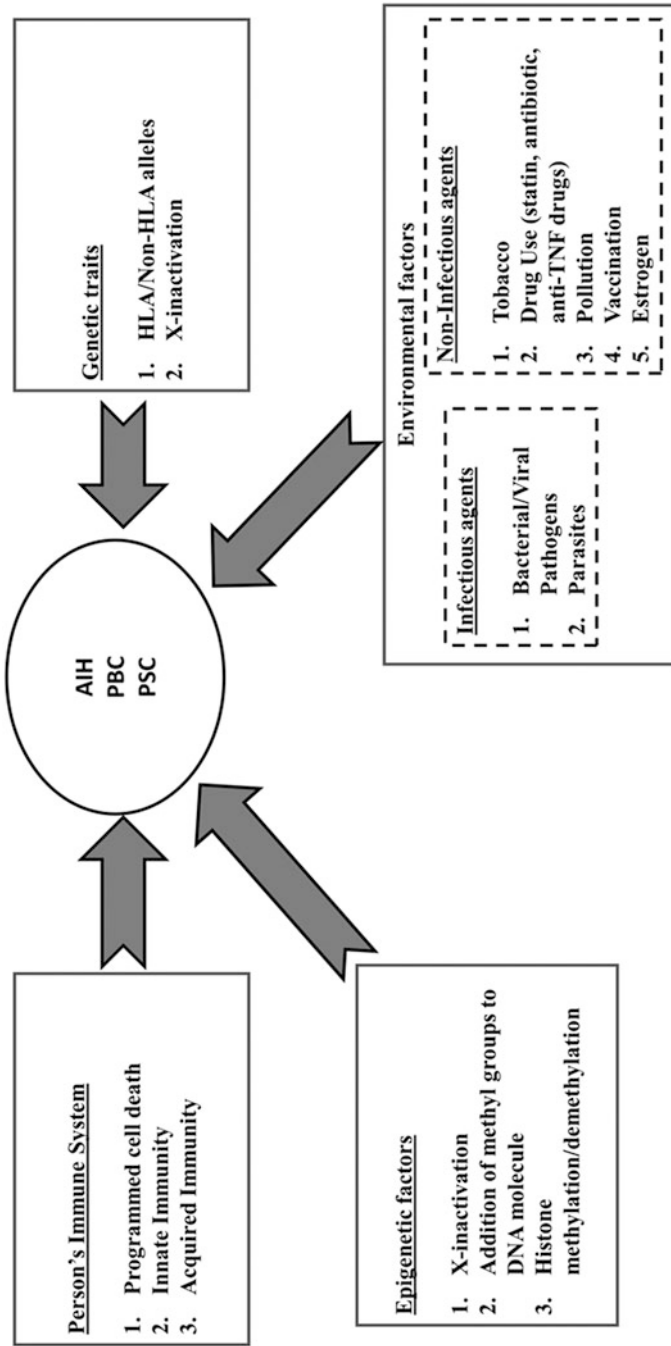 Person's Immune System
1. Programmed cell death
2. Innate Immunity
3. Acquired Immunity
AIH
PBC
PSC
Genetic traits
1. HLA/Non-HLA alleles
2. X-inactivation
Epigenetic factors
1. X-inactivation
2. Addition of methyl groups to
DNA molecule
3. Histone
methylation/demethylation
Environmental factors
Infectious agents
1. Bacterial/Viral
Pathogens
2. Parasites
Non-Infectious agents
1. Tobacco
2. Drug Use (statin, antibiotic,
anti-TNF drugs)
3. Pollution
4. Vaccination
5. Estrogen